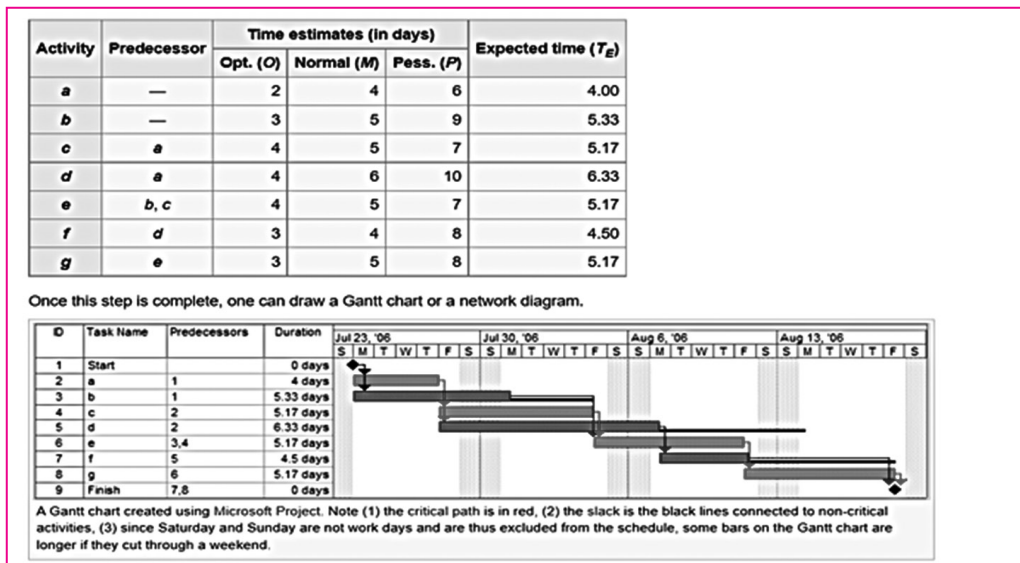 Activity Predecessor Time estimates (in days) Expected time (TE)
Opt. (O) Normal (M) Pess. (P)
a — 2 4 6 4.00
b — 3 5 9 5.33
c a 4 5 7 5.17
d a 4 6 10 6.33
e b, c 4 5 7 5.17
f d 3 4 8 4.50
g e 3 5 8 5.17
Once this step is complete, one can draw a Gantt chart or a network diagram.
ID Task Name Predecessors Duration Jul 23, '06 Jul 30, '06 Aug 6, '06 Aug 13, '06
S M T W T F S S M T W T F S S M T W T F S S M T W T F S
1 Start 0 days
2 a 1 4 days
3 b 1 5.33 days
4 c 2 5.17 days
5 d 2 6.33 days
6 e 3,4 5.17 days
7 f 5 4.5 days
8 g 6 5.17 days
9 Finish 7,8 0 days
A Gantt chart created using Microsoft Project. Note (1) the critical path is in red, (2) the slack is the black lines connected to non-critical
activities, (3) since Saturday and Sunday are not work days and are thus excluded from the schedule, some bars on the Gantt chart are
longer if they cut through a weekend.